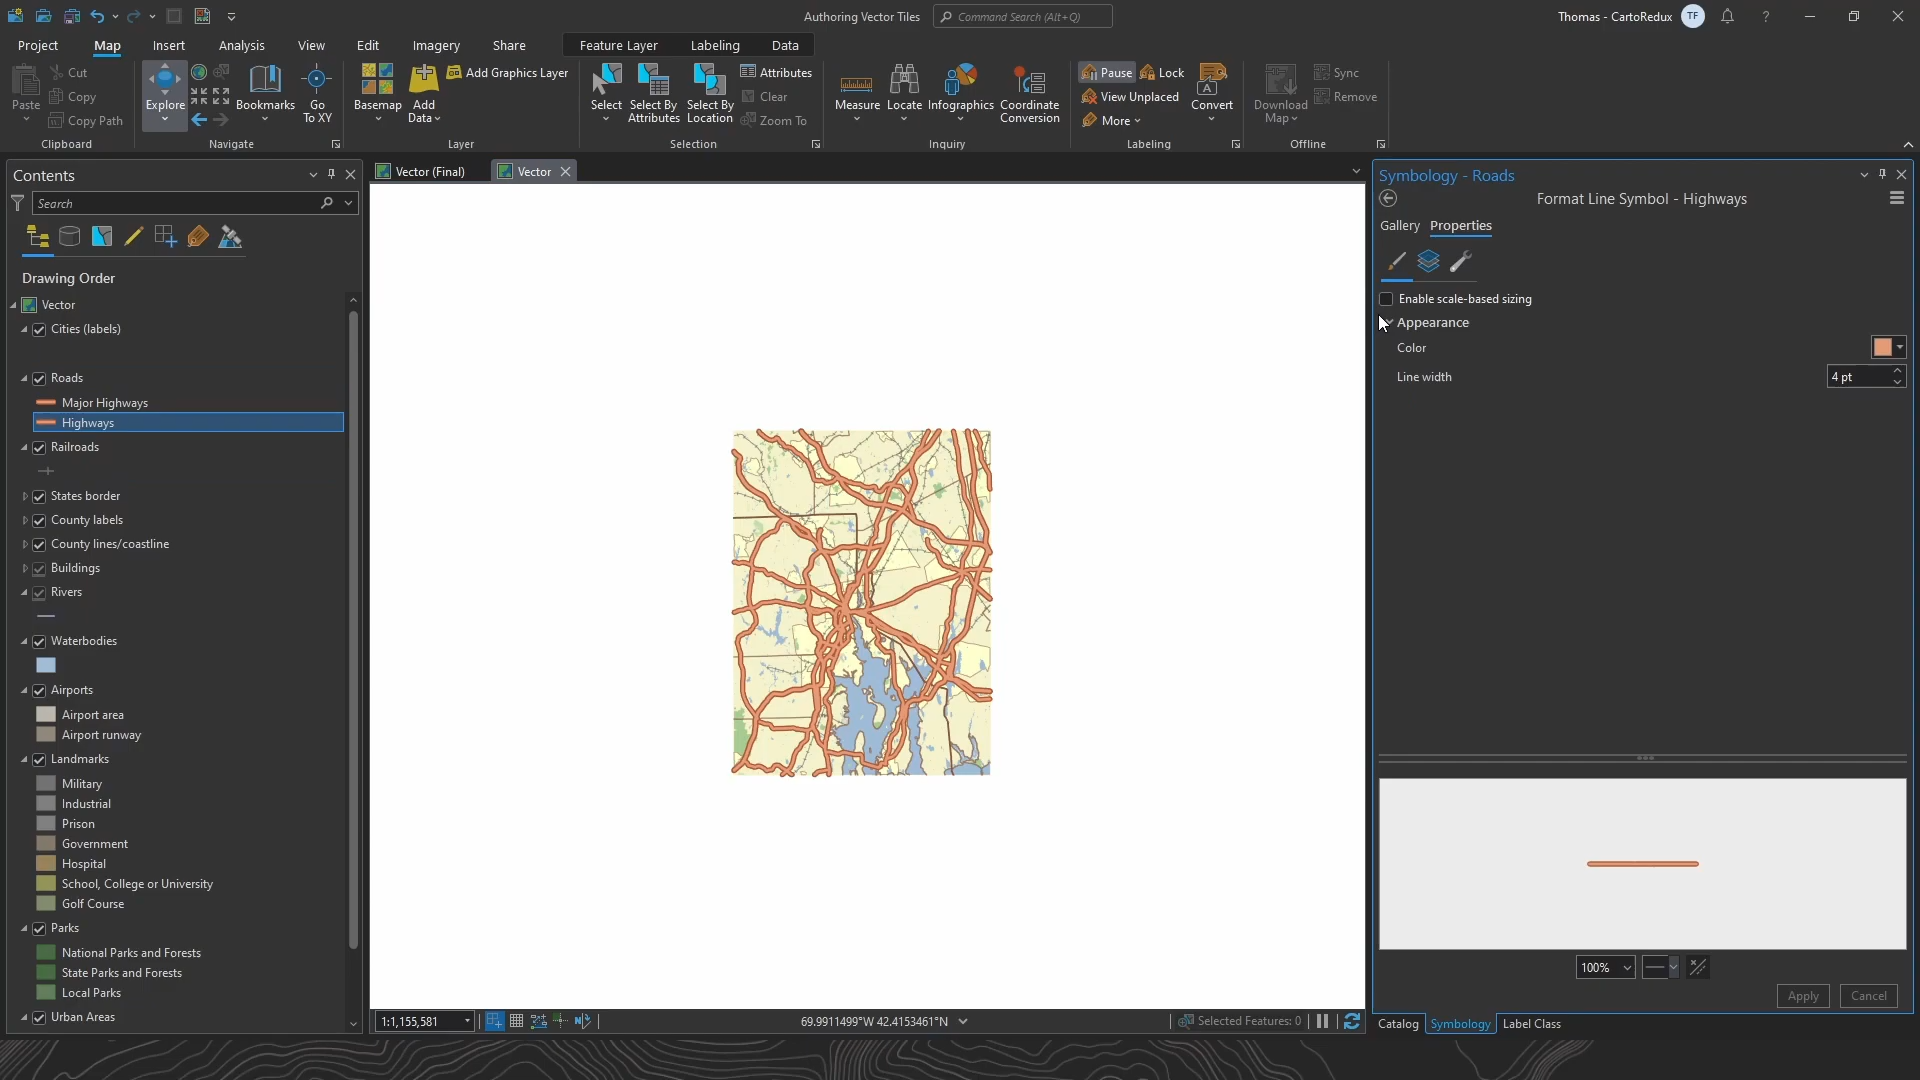 Authoring Vector Tiles
Command Search (Alt+Q)
Thomas - CartoRedux
TF
?
Project
Map
Insert
Analysis
View
Edit
Imagery
Share
Feature Layer
Labeling
Data
Paste
Cut
Copy
Copy Path
Clipboard
Explore
Bookmarks
Go
To XY
Navigate
Basemap
Add
Data
Add Graphics Layer
Layer
Select
Select By
Attributes
Select By
Location
Attributes
Clear
Zoom To
Selection
Measure
Locate
Infographics
Coordinate
Conversion
Inquiry
Pause
Lock
View Unplaced
More
Convert
Labeling
Download
Map
Sync
Remove
Offline
Contents
Search
Drawing Order
Vector
Cities (labels)
Roads
Major Highways
Highways
Railroads
States border
County labels
County lines/coastline
Buildings
Rivers
Waterbodies
Airports
Airport area
Airport runway
Landmarks
Military
Industrial
Prison
Government
Hospital
School, College or University
Golf Course
Parks
National Parks and Forests
State Parks and Forests
Local Parks
Urban Areas
Vector (Final)
Vector
1:1,155,581
69.9911499°W 42.4153461°N
Selected Features: 0
Symbology - Roads
Format Line Symbol - Highways
Gallery
Properties
Enable scale-based sizing
Appearance
Color
Line width
4 pt
100%
Apply
Cancel
Catalog
Symbology
Label Class